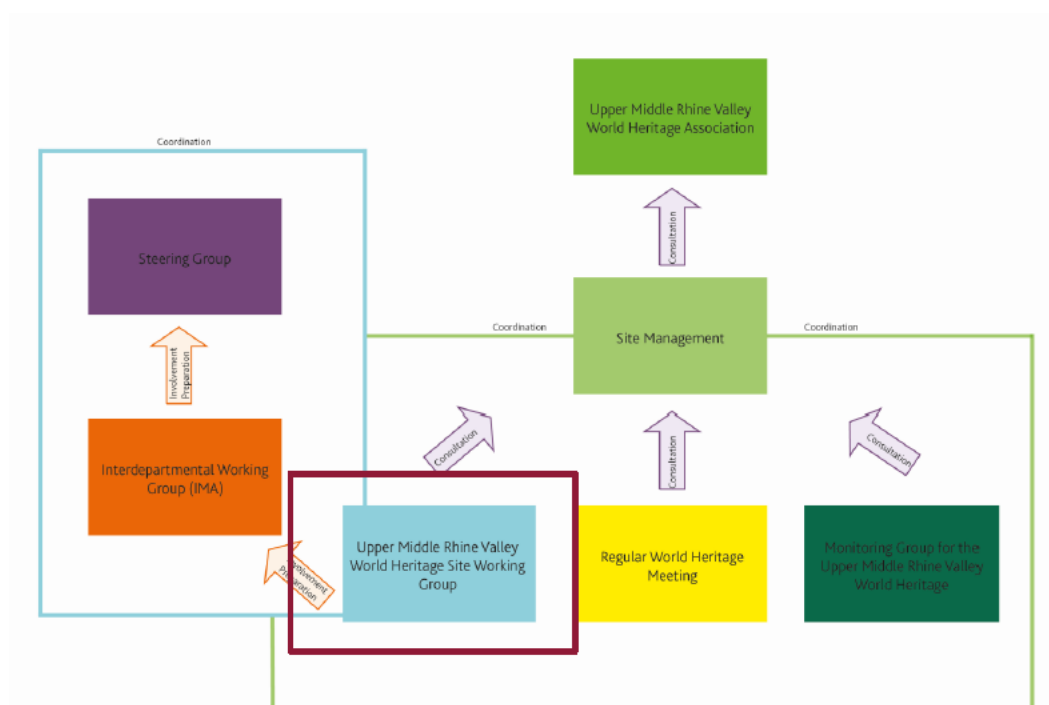 Upper Middle Rhine Valley
World Heritage Association
Coordination
Consultation
Steering Group
Coordination
Site Management
Coordination
Involvement
Preparation
Consultation
Consultation
Consultation
Interdepartmental Working
Group (IMA)
Upper Middle Rhine Valley
World Heritage Site Working
Group
Involvement
Preparation
Regular World Heritage
Meeting
Monitoring Group for the
Upper Middle Rhine Valley
World Heritage